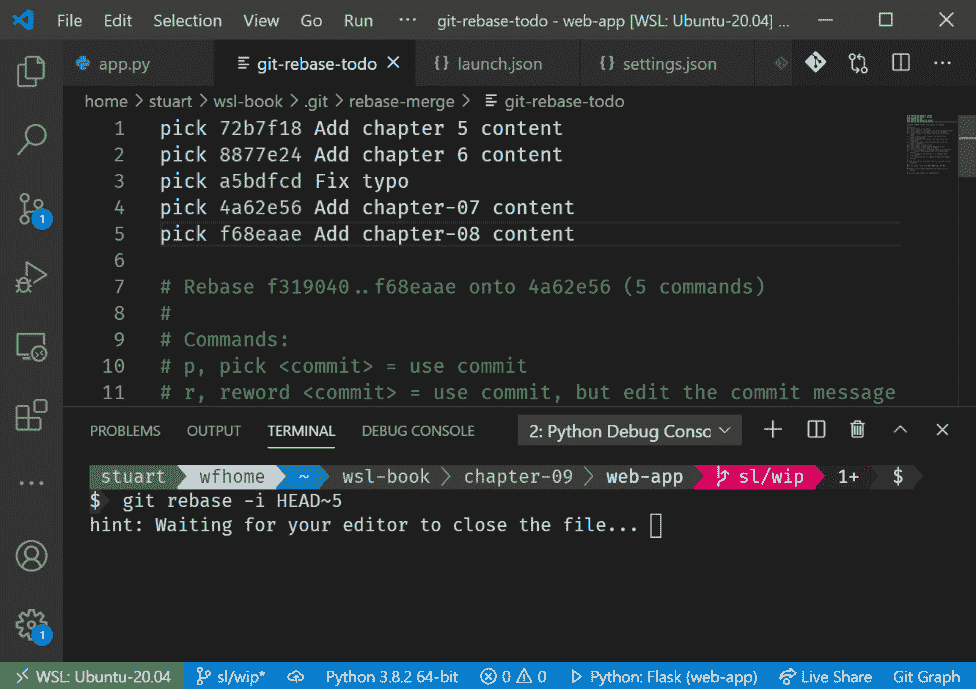 File Edit Selection View Go Run ··· git-rebase-todo - web-app [WSL: Ubuntu-20.04] ...
app.py git-rebase-todo launch.json settings.json
home > stuart > wsl-book > .git > rebase-merge > git-rebase-todo
1 pick 72b7f18 Add chapter 5 content
2 pick 8877e24 Add chapter 6 content
3 pick a5bdfcd Fix typo
4 pick 4a62e56 Add chapter-07 content
5 pick f68eaae Add chapter-08 content
6
7 # Rebase f319040..f68eaae onto 4a62e56 (5 commands)
8 #
9 # Commands:
10 # p, pick <commit> = use commit
11 # r, reword <commit> = use commit, but edit the commit message
1
PROBLEMS OUTPUT TERMINAL DEBUG CONSOLE 2: Python Debug Consc
stuart wfhome ~ wsl-book chapter-09 web-app sl/wip 1+ $
$ git rebase -i HEAD~5
hint: Waiting for your editor to close the file...
1
WSL: Ubuntu-20.04 sl/wip* Python 3.8.2 64-bit 0 0 Python: Flask (web-app) Live Share Git Graph